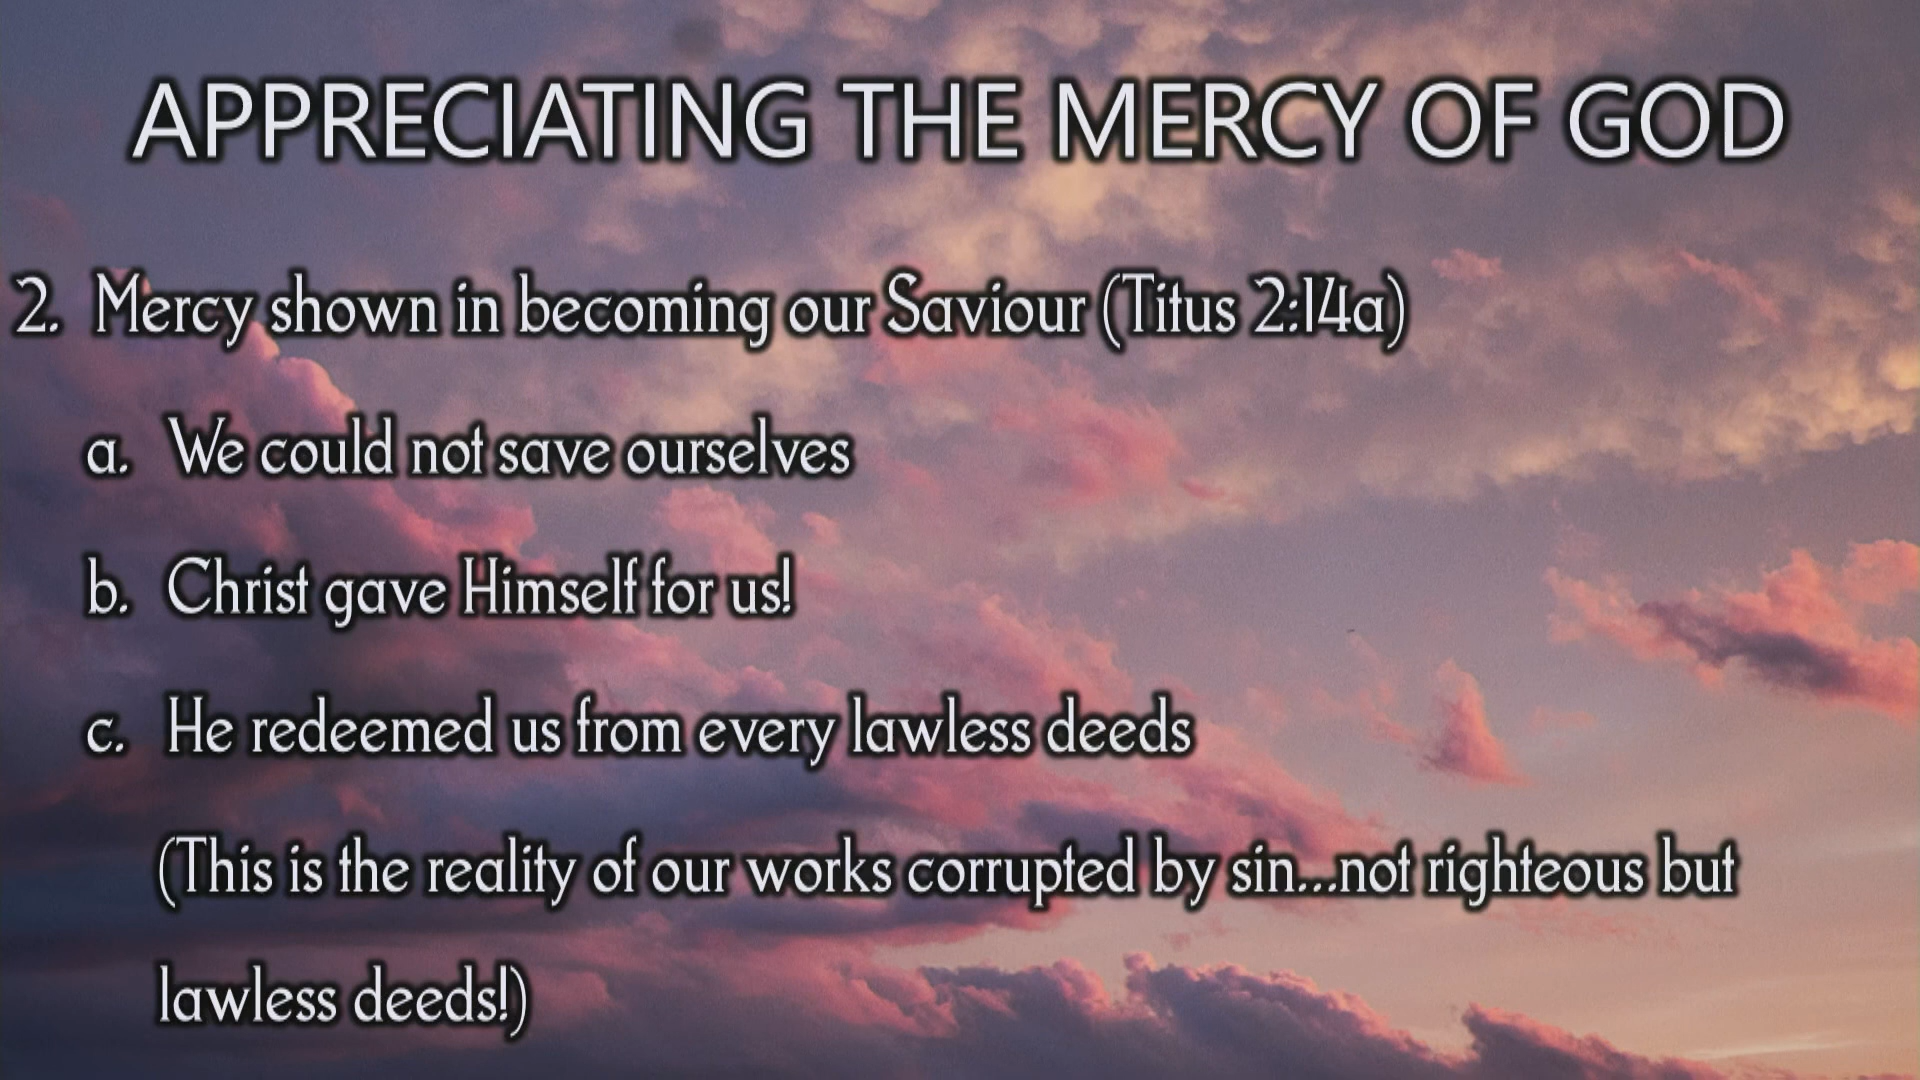 APPRECIATING THE MERCY OF GOD
2. Mercy shown in becoming our Saviour (Titus 2:14a)
a. We could not save ourselves
b. Christ gave Himself for us!
c. He redeemed us from every lawless deeds
(This is the reality of our works corrupted by sin...not righteous but
lawless deeds!)